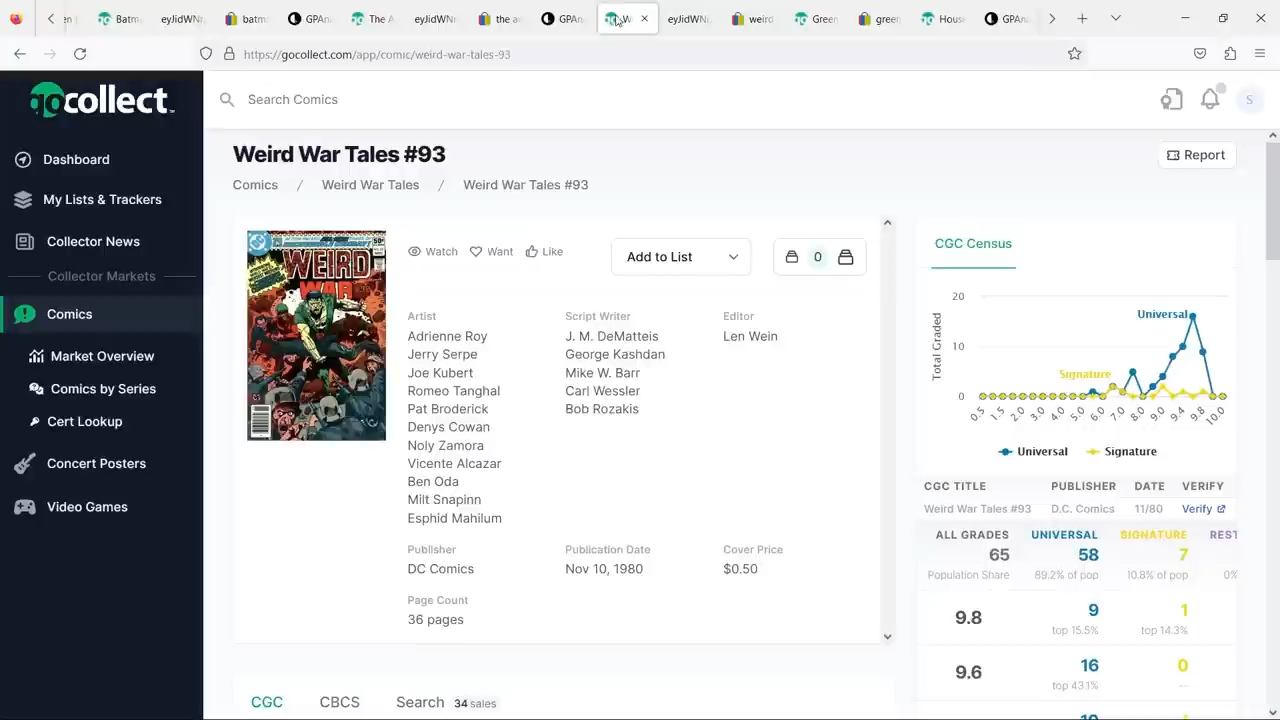 Batm
eyJidWNi
batm
GPAn
The A
eyJidWNi
the a
GPAn
W
eyJidWNi
weird
Green
green
House
GPAn
https://gocollect.com/app/comic/weird-war-tales-93
gocollect™
Search Comics
S
Dashboard
My Lists & Trackers
Collector News
Collector Markets
Comics
Market Overview
Comics by Series
Cert Lookup
Concert Posters
Video Games
Weird War Tales #93
Report
Comics / Weird War Tales / Weird War Tales #93
Watch Want Like
Add to List
0
WEIRD
WAR
Artist
Adrienne Roy
Jerry Serpe
Joe Kubert
Romeo Tanghal
Pat Broderick
Denys Cowan
Noly Zamora
Vicente Alcazar
Ben Oda
Milt Snapinn
Esphid Mahilum
Script Writer
J. M. DeMatteis
George Kashdan
Mike W. Barr
Carl Wessler
Bob Rozakis
Editor
Len Wein
Publisher
DC Comics
Publication Date
Nov 10, 1980
Cover Price
$0.50
Page Count
36 pages
CGC CBCS Search 34 sales
CGC Census
Total Graded
20
10
0
Universal
Signature
0.5 1.5 2.0 3.0 4.0 5.0 6.0 7.0 8.0 9.0 9.4 9.8 10.0
Universal Signature
CGC TITLE PUBLISHER DATE VERIFY
Weird War Tales #93 D.C. Comics 11/80 Verify
ALL GRADES UNIVERSAL SIGNATURE REST
65 58 7
Population Share 89.2% of pop 10.8% of pop 0%
9.8 9 1
top 15.5% top 14.3%
9.6 16 0
top 43.1% ---